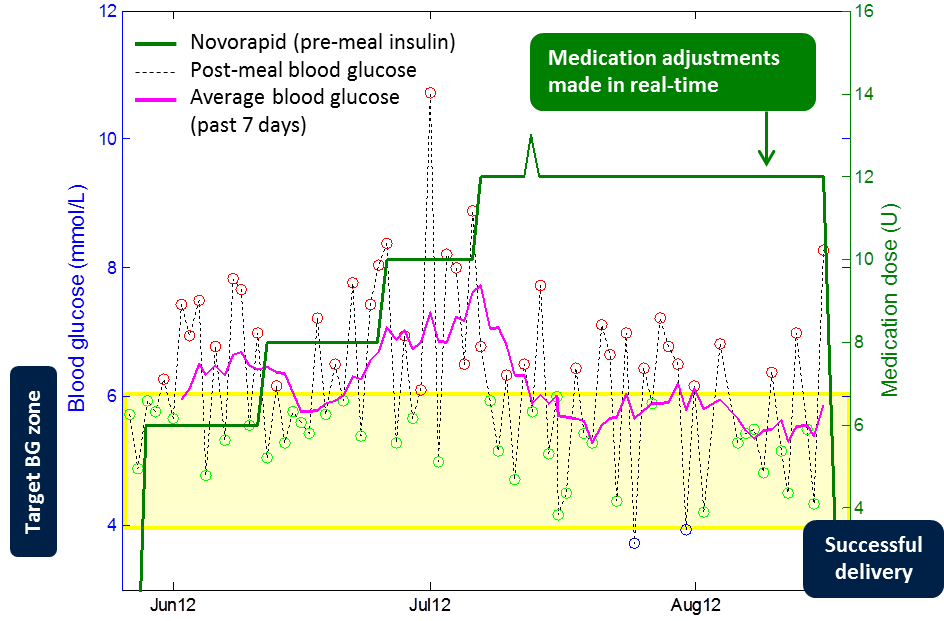 12
16
Novorapid (pre-meal insulin)
Post-meal blood glucose
Average blood glucose
(past 7 days)
Medication adjustments
made in real-time
14
10
12
Blood glucose (mmol/L)
Medication dose (U)
8
10
8
6
6
Target BG zone
4
4
Successful
delivery
Jun12
Jul12
Aug12